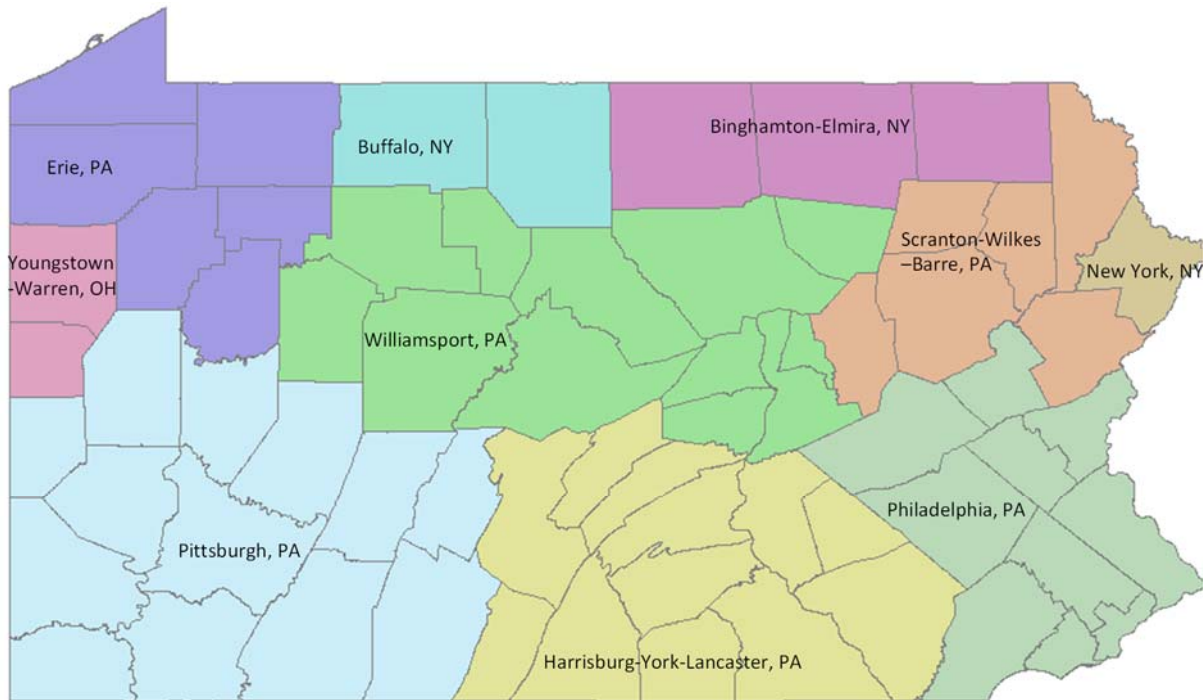 Binghamton-Elmira, NY
Buffalo, NY
Erie, PA
Scranton-Wilkes
–Barre, PA
Youngstown
-Warren, OH
New York, NY
Williamsport, PA
Philadelphia, PA
Pittsburgh, PA
Harrisburg-York-Lancaster, PA